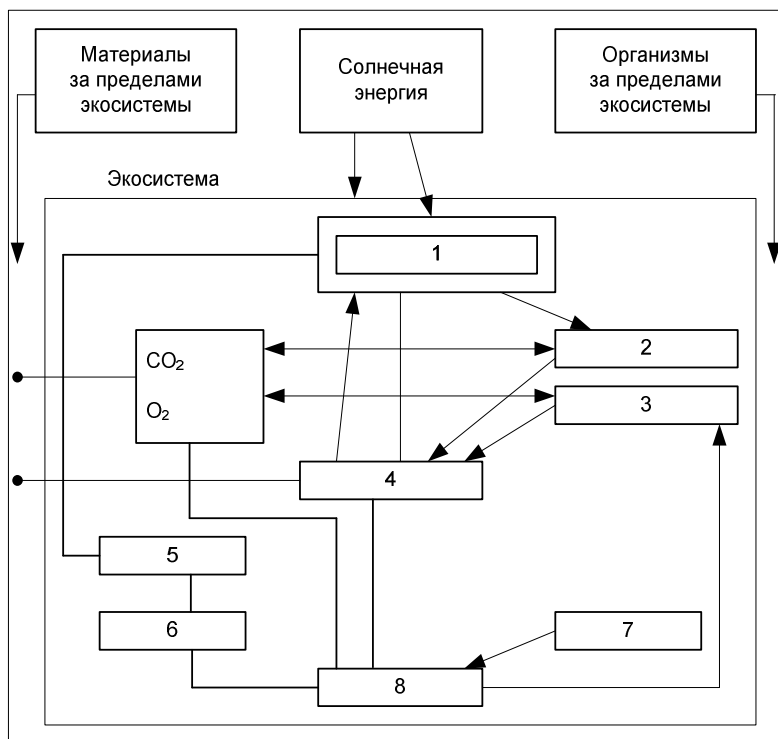 Материалы
за пределами
экосистемы
Солнечная
энергия
Организмы
за пределами
экосистемы
Экосистема
1
CO₂
O₂
2
3
4
5
6
7
8